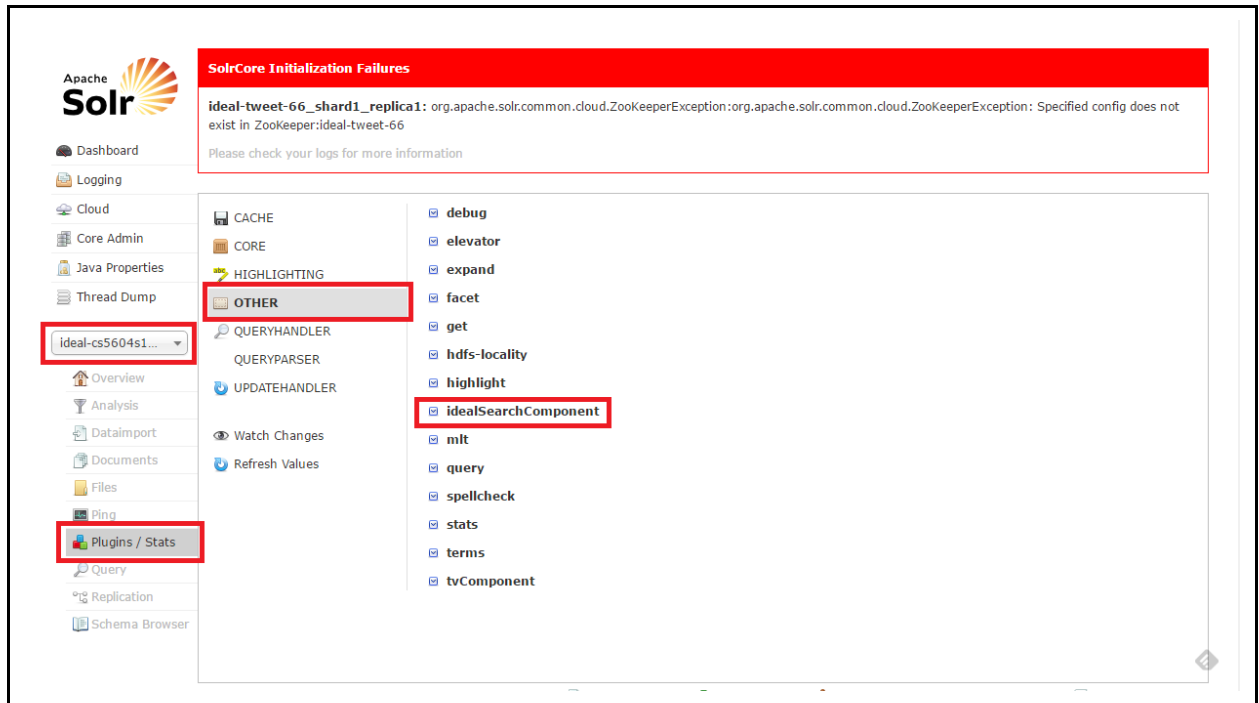 Apache
Solr
Dashboard
Logging
Cloud
Core Admin
Java Properties
Thread Dump
ideal-cs5604s1...
Overview
Analysis
Dataimport
Documents
Files
Ping
Plugins / Stats
Query
Replication
Schema Browser
SolrCore Initialization Failures
ideal-tweet-66_shard1_replica1: org.apache.solr.common.cloud.ZooKeeperException:org.apache.solr.common.cloud.ZooKeeperException: Specified config does not
exist in ZooKeeper:ideal-tweet-66
Please check your logs for more information
CACHE
CORE
abc
HIGHLIGHTING
OTHER
QUERYHANDLER
QUERYPARSER
UPDATEHANDLER
Watch Changes
Refresh Values
debug
elevator
expand
facet
get
hdfs-locality
highlight
idealSearchComponent
mlt
query
spellcheck
stats
terms
tvComponent